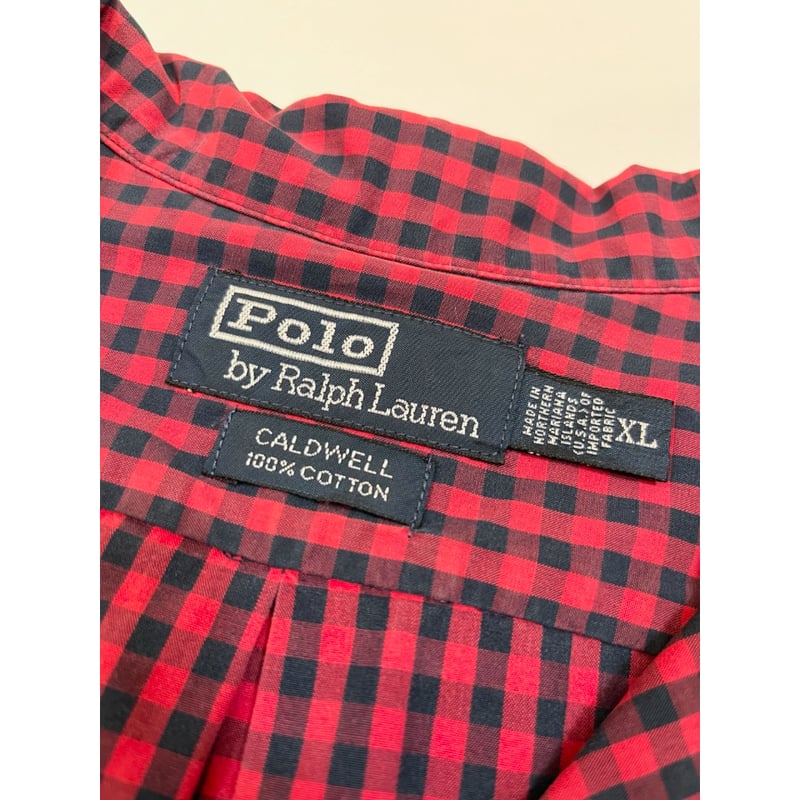 Polo
by Ralph Lauren
CALDWELL
100% COTTON
MADE IN
NORTHERN
MARIANA
ISLANDS
(U.S.A.) OF
IMPORTED
FABRIC
XL